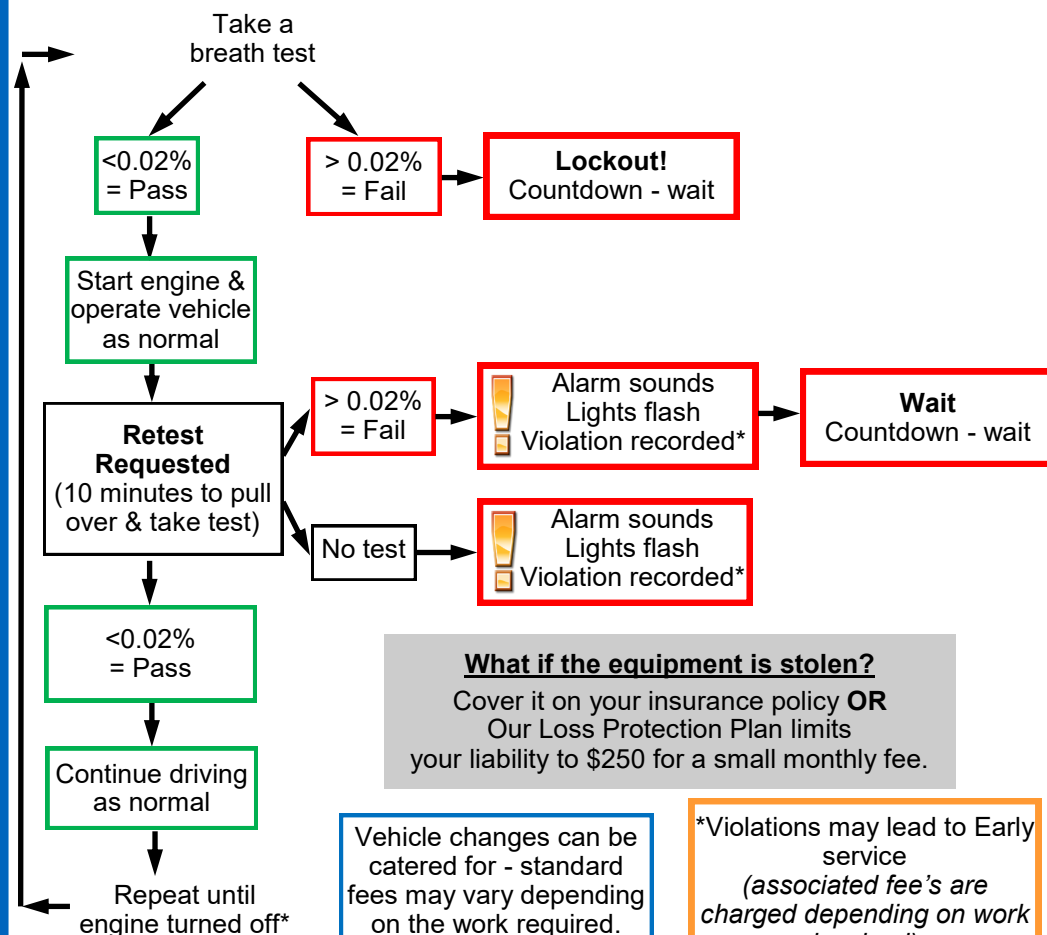 Take a
breath test
<0.02%
= Pass
> 0.02%
= Fail
Lockout!
Countdown - wait
Start engine &
operate vehicle
as normal
Retest
Requested
(10 minutes to pull
over & take test)
> 0.02%
= Fail
Alarm sounds
Lights flash
Violation recorded*
Wait
Countdown - wait
No test
Alarm sounds
Lights flash
Violation recorded*
<0.02%
= Pass
What if the equipment is stolen?
Cover it on your insurance policy OR
Our Loss Protection Plan limits
your liability to $250 for a small monthly fee.
Continue driving
as normal
Repeat until
engine turned off*
Vehicle changes can be
catered for - standard
fees may vary depending
on the work required.
*Violations may lead to Early
service
(associated fee's are
charged depending on work